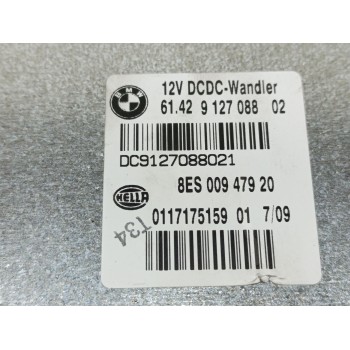 BMW
12V DCDC-Wandler
61.42 9 127 088 02
DC9127088021
8ES 009 479 20
HELLA
0117175159 01 7/09
T34